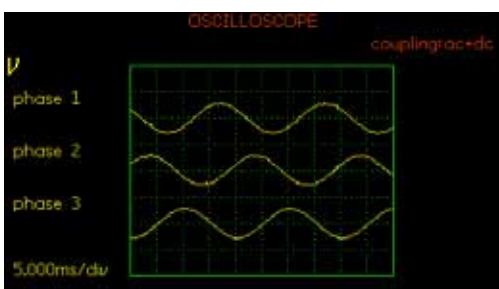 OSCILLOSCOPE
coupling:ac+dc
V
phase 1
phase 2
phase 3
5.000ms/div